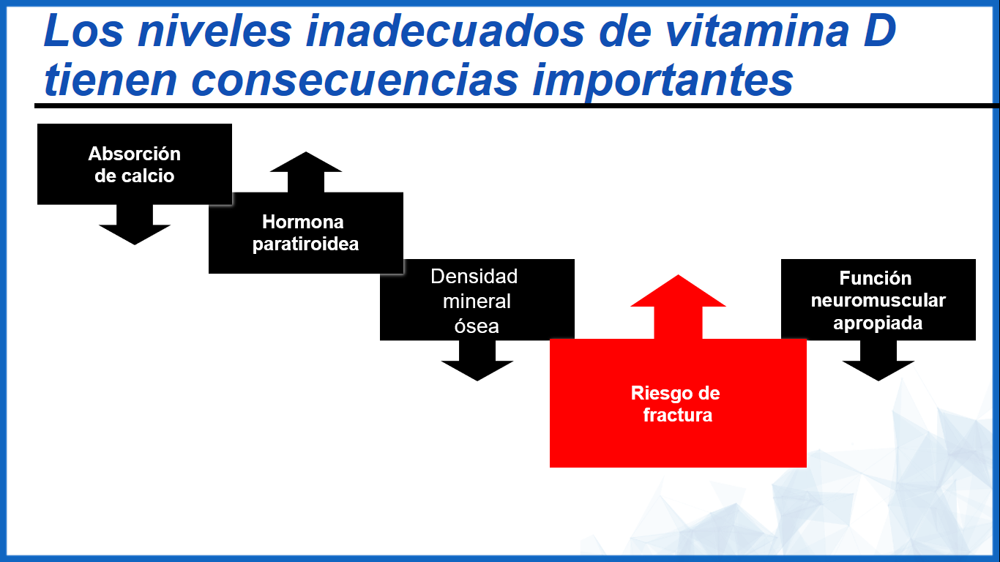 Los niveles inadecuados de vitamina D
tienen consecuencias importantes
Absorción
de calcio
Hormona
paratiroidea
Densidad
mineral
ósea
Riesgo de
fractura
Función
neuromuscular
apropiada